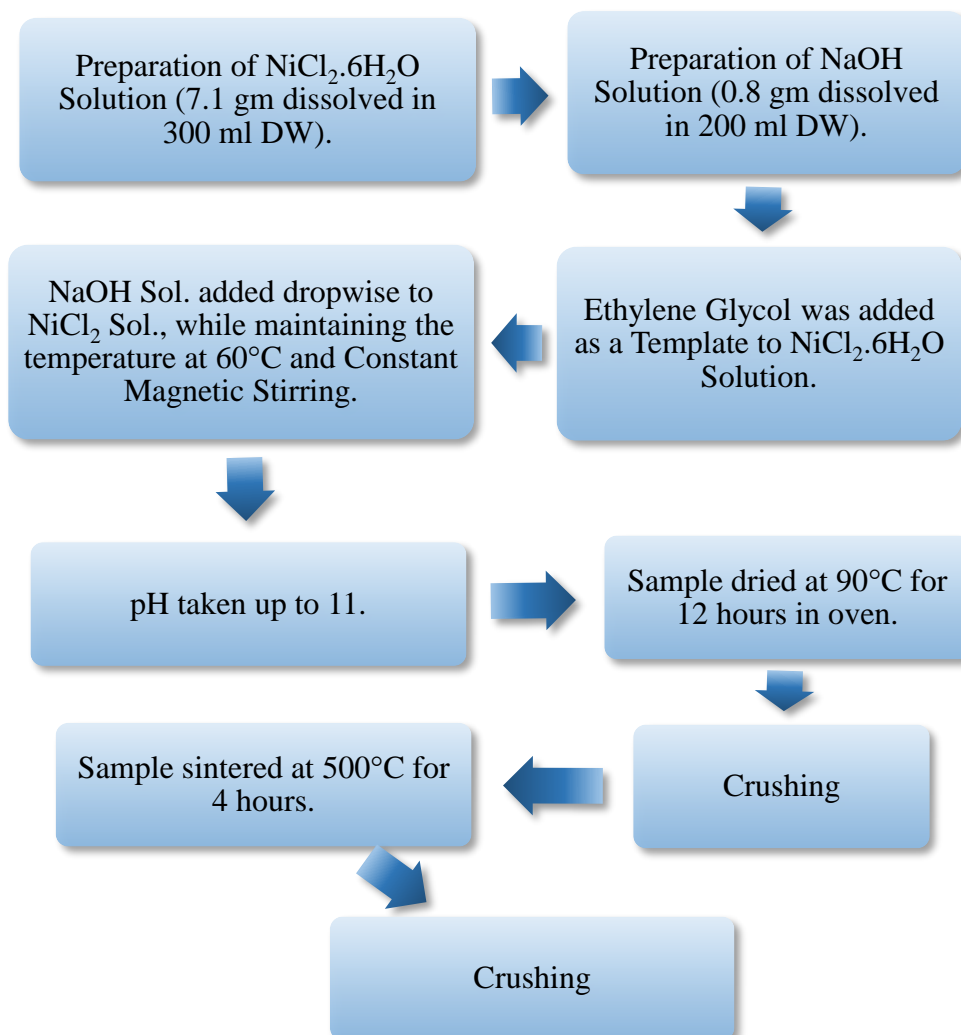 Preparation of NiCl₂.6H₂O
Solution (7.1 gm dissolved in
300 ml DW).
Preparation of NaOH
Solution (0.8 gm dissolved
in 200 ml DW).
Ethylene Glycol was added
as a Template to NiCl₂.6H₂O
Solution.
NaOH Sol. added dropwise to
NiCl₂ Sol., while maintaining the
temperature at 60°C and Constant
Magnetic Stirring.
pH taken up to 11.
Sample dried at 90°C for
12 hours in oven.
Crushing
Sample sintered at 500°C for
4 hours.
Crushing